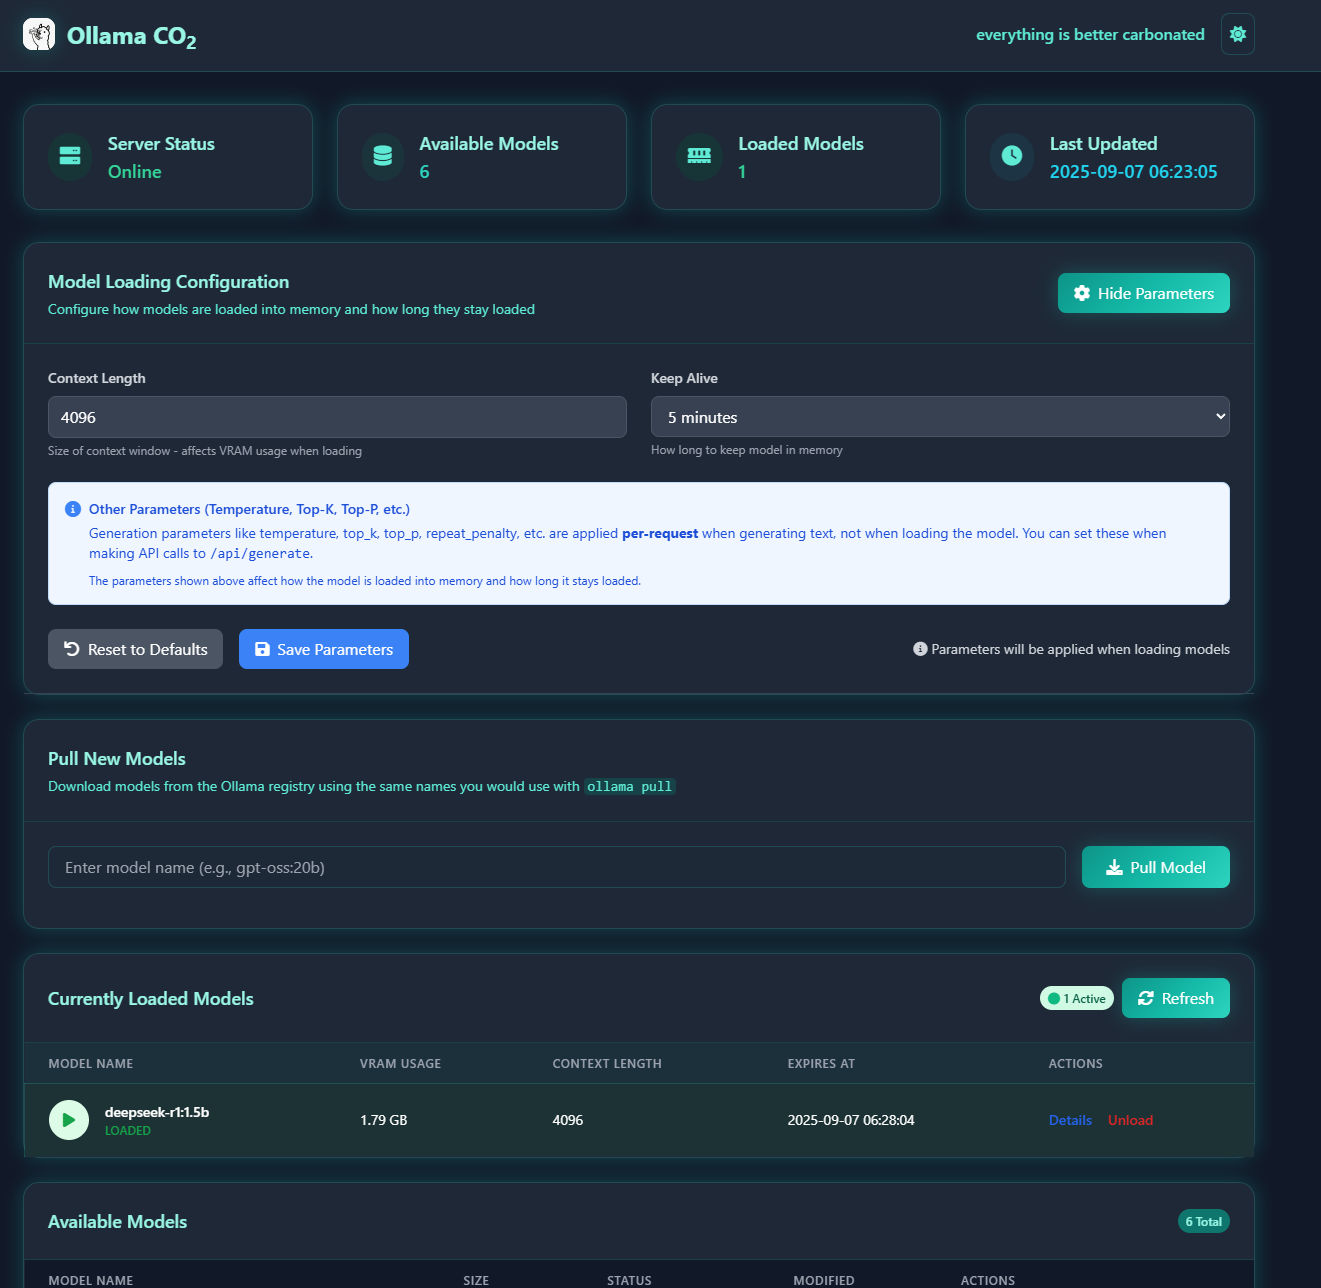 Ollama CO₂
everything is better carbonated
Server Status
Online
Available Models
6
Loaded Models
1
Last Updated
2025-09-07 06:23:05
Model Loading Configuration
Configure how models are loaded into memory and how long they stay loaded
Hide Parameters
Context Length
4096
Size of context window - affects VRAM usage when loading
Keep Alive
5 minutes
How long to keep model in memory
Other Parameters (Temperature, Top-K, Top-P, etc.)
Generation parameters like temperature, top_k, top_p, repeat_penalty, etc. are applied per-request when generating text, not when loading the model. You can set these when
making API calls to /api/generate.
The parameters shown above affect how the model is loaded into memory and how long it stays loaded.
Reset to Defaults
Save Parameters
Parameters will be applied when loading models
Pull New Models
Download models from the Ollama registry using the same names you would use with ollama pull
Enter model name (e.g., gpt-oss:20b)
Pull Model
Currently Loaded Models
1 Active
Refresh
MODEL NAME VRAM USAGE CONTEXT LENGTH EXPIRES AT ACTIONS
deepseek-r1:1.5b
LOADED
1.79 GB 4096 2025-09-07 06:28:04 Details Unload
Available Models
6 Total
MODEL NAME SIZE STATUS MODIFIED ACTIONS